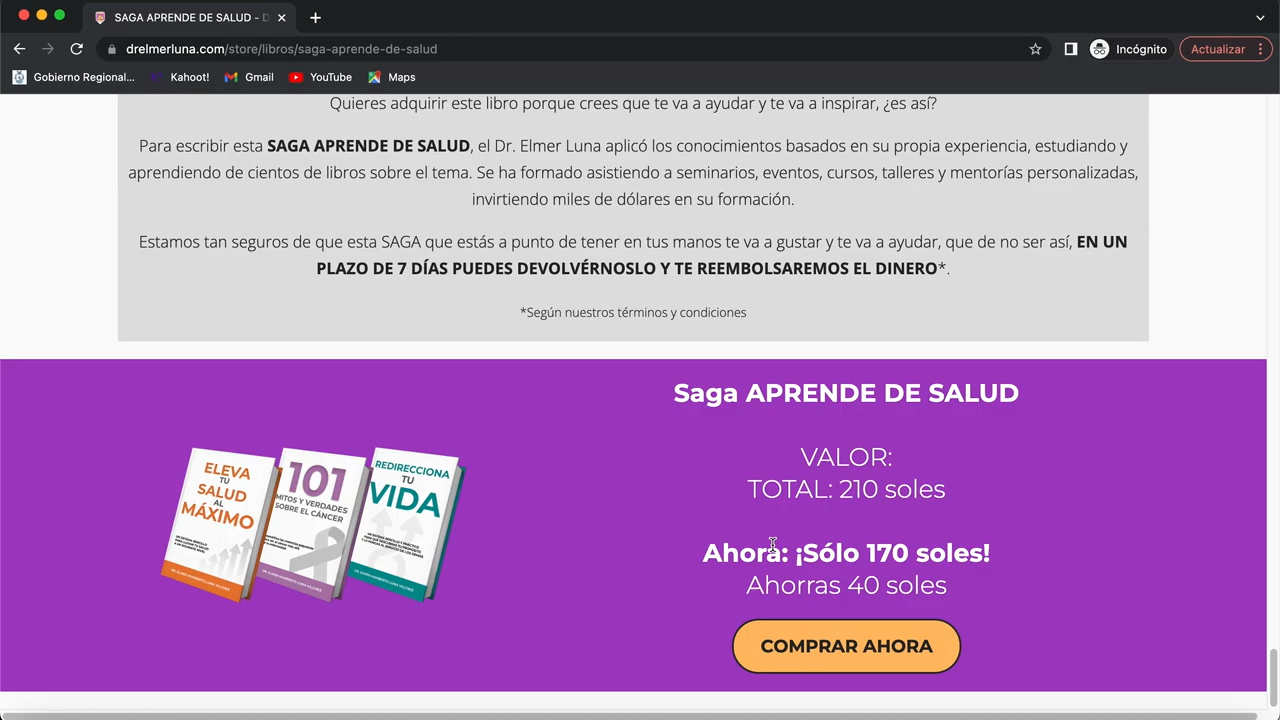 SAGA APRENDE DE SALUD - D
drelmerluna.com/store/libros/saga-aprende-de-salud
Incógnito
Actualizar
Gobierno Regional...
Kahoot!
Gmail
YouTube
Maps
Quieres adquirir este libro porque crees que te va a ayudar y te va a inspirar, ¿es así?
Para escribir esta SAGA APRENDE DE SALUD, el Dr. Elmer Luna aplicó los conocimientos basados en su propia experiencia, estudiando y
aprendiendo de cientos de libros sobre el tema. Se ha formado asistiendo a seminarios, eventos, cursos, talleres y mentorías personalizadas,
invirtiendo miles de dólares en su formación.
Estamos tan seguros de que esta SAGA que estás a punto de tener en tus manos te va a gustar y te va a ayudar, que de no ser así, EN UN
PLAZO DE 7 DÍAS PUEDES DEVOLVÉRNOSLO Y TE REEMBOLSAREMOS EL DINERO*.
*Según nuestros términos y condiciones
ELEVA
TU
SALUD
AL
MÁXIMO
101
MITOS Y VERDADES
SOBRE EL CÁNCER
REDIRECCIONA
TU
VIDA
Saga APRENDE DE SALUD
VALOR:
TOTAL: 210 soles
Ahora: ¡Sólo 170 soles!
Ahorras 40 soles
COMPRAR AHORA